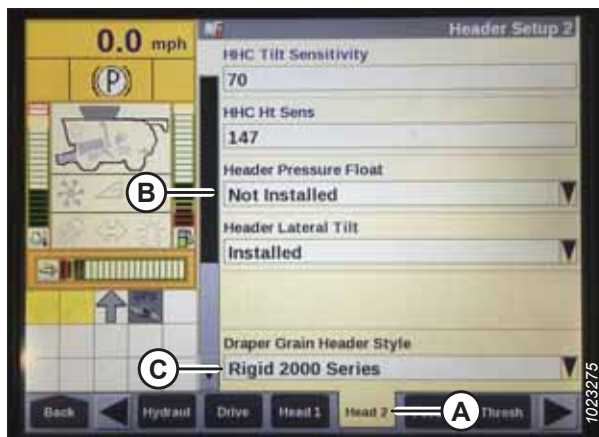 0.0 mph
Header Setup 2
(P)
HHC Tilt Sensitivity
70
HHC Ht Sens
147
Header Pressure Float
B
Not Installed
Header Lateral Tilt
Installed
Draper Grain Header Style
C
Rigid 2000 Series
Back
Hydraul
Drive
Head 1
Head 2
A
Thresh
1023275